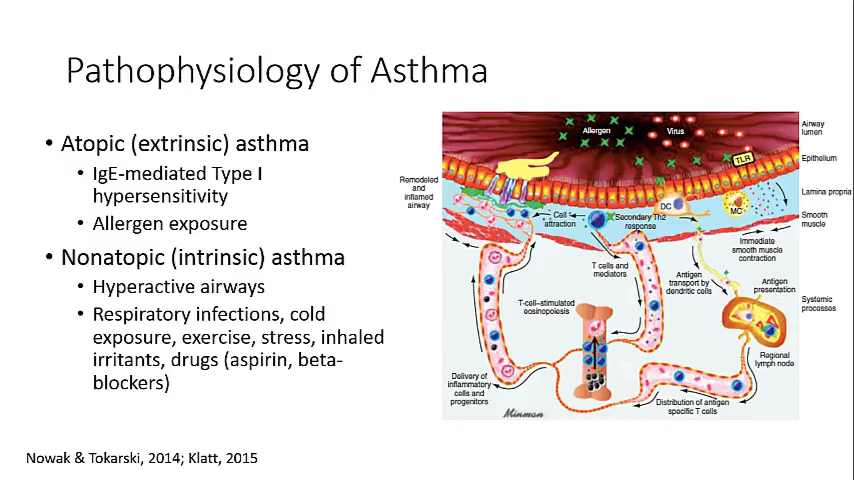 Pathophysiology of Asthma
• Atopic (extrinsic) asthma
• IgE-mediated Type I
hypersensitivity
• Allergen exposure
• Nonatopic (intrinsic) asthma
• Hyperactive airways
• Respiratory infections, cold
exposure, exercise, stress, inhaled
irritants, drugs (aspirin, beta-
blockers)
Allergen
Virus
Airway
lumen
TLR
Epithelium
Remodeled
and
inflamed
airway
Lamina propria
DC
MC
Cell
attraction
Secondary Th2
response
Smooth
muscle
Immediate
smooth muscle
contraction
T cells and
mediators
Antigen
transport by
dendritic cells
Antigen
presentation
T-cell–stimulated
eosinopoiesis
Systemic
processes
Regional
lymph node
Delivery of
inflammatory
cells and
progenitors
Distribution of antigen
specific T cells
Minman
Nowak & Tokarski, 2014; Klatt, 2015